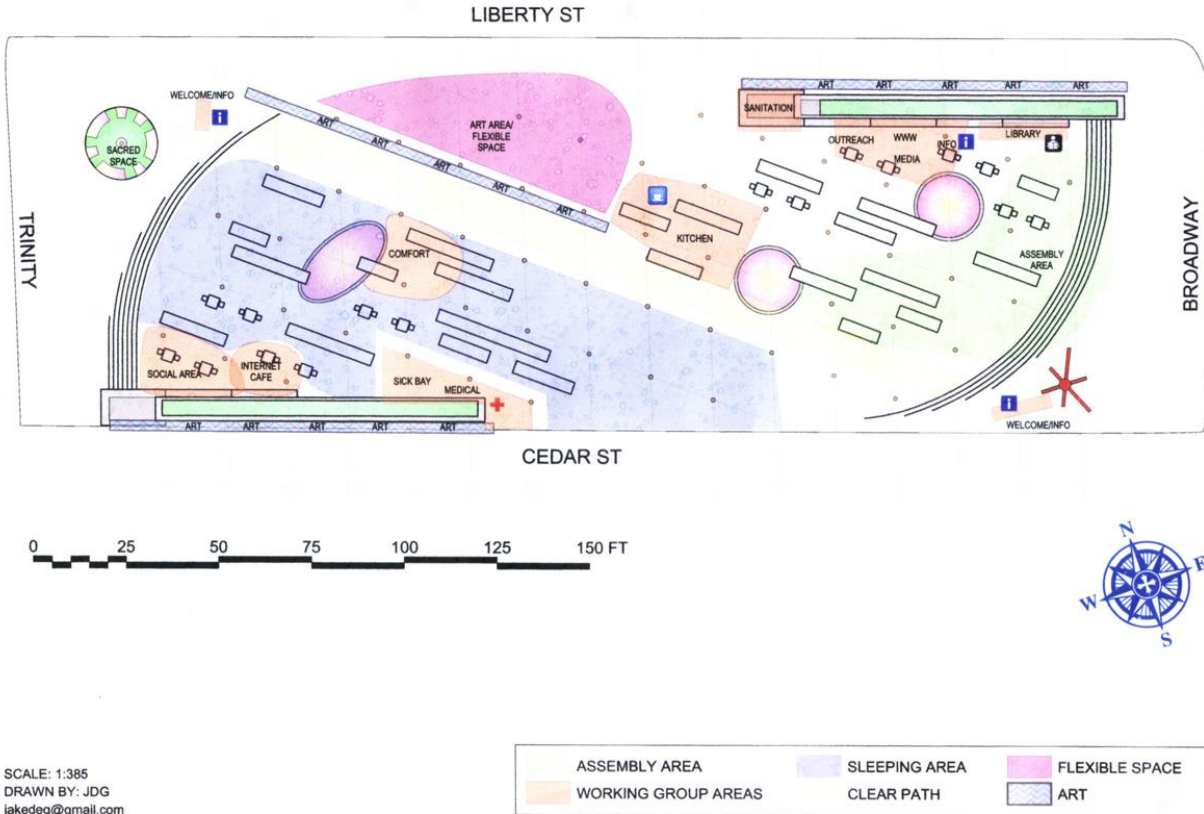 LIBERTY ST
WELCOME/INFO
i
SACRED
SPACE
ART
ART
ART
ART
ART
ART AREA/
FLEXIBLE
SPACE
ART ART ART ART ART
SANITATION
OUTREACH
WWW
INFO
i
MEDIA
LIBRARY
TRINITY
COMFORT
KITCHEN
ASSEMBLY
AREA
BROADWAY
SOCIAL AREA
INTERNET
CAFE
SICK BAY
MEDICAL
i
WELCOME/INFO
ART ART ART ART ART
CEDAR ST
0 25 50 75 100 125 150 FT
N
E
W
S
SCALE: 1:385
DRAWN BY: JDG
jakedeg@gmail.com
ASSEMBLY AREA
SLEEPING AREA
FLEXIBLE SPACE
WORKING GROUP AREAS
CLEAR PATH
ART